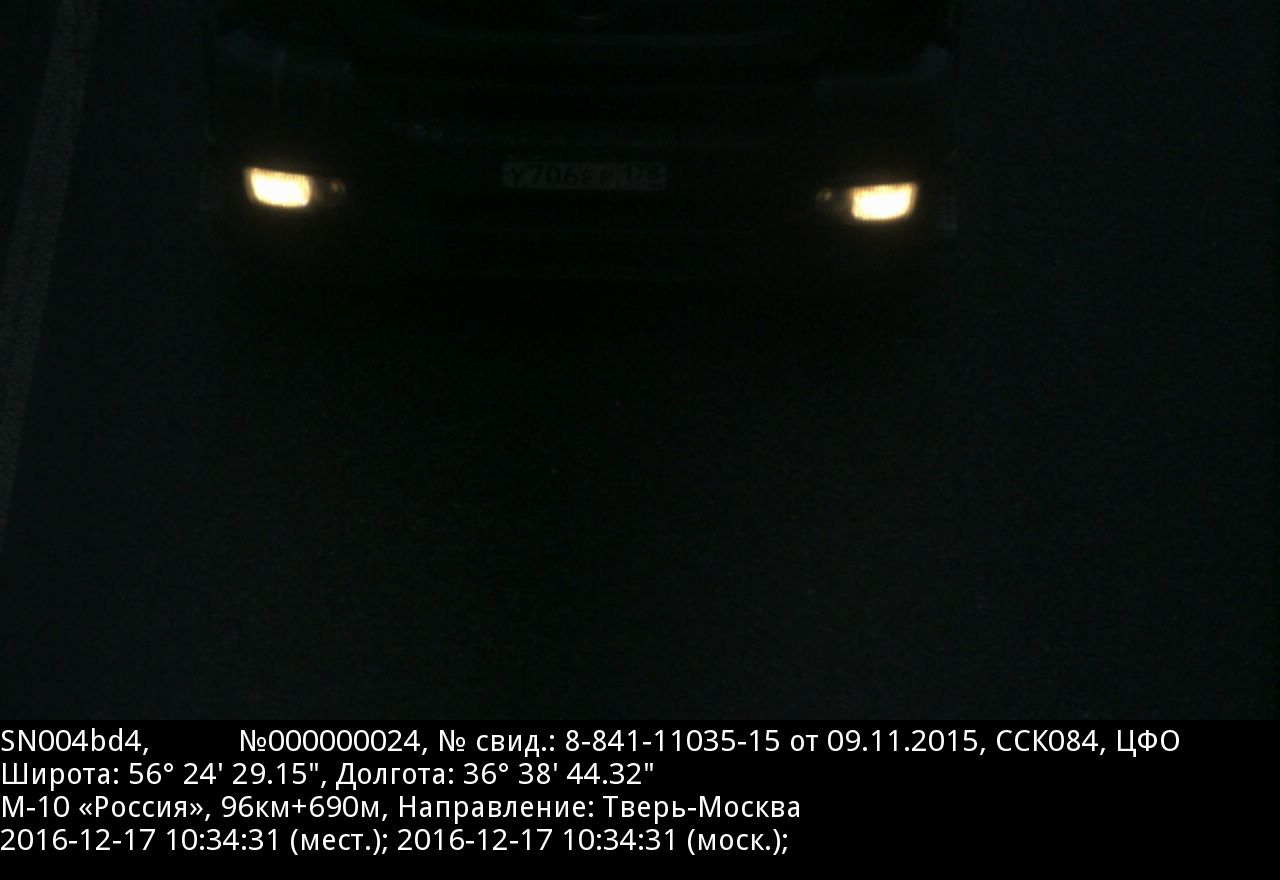 У706ЕР 178
SN004bd4, №000000024, № свид.: 8-841-11035-15 от 09.11.2015, ССК084, ЦФО
Широта: 56° 24' 29.15", Долгота: 36° 38' 44.32"
М-10 «Россия», 96км+690м, Направление: Тверь-Москва
2016-12-17 10:34:31 (мест.); 2016-12-17 10:34:31 (моск.);